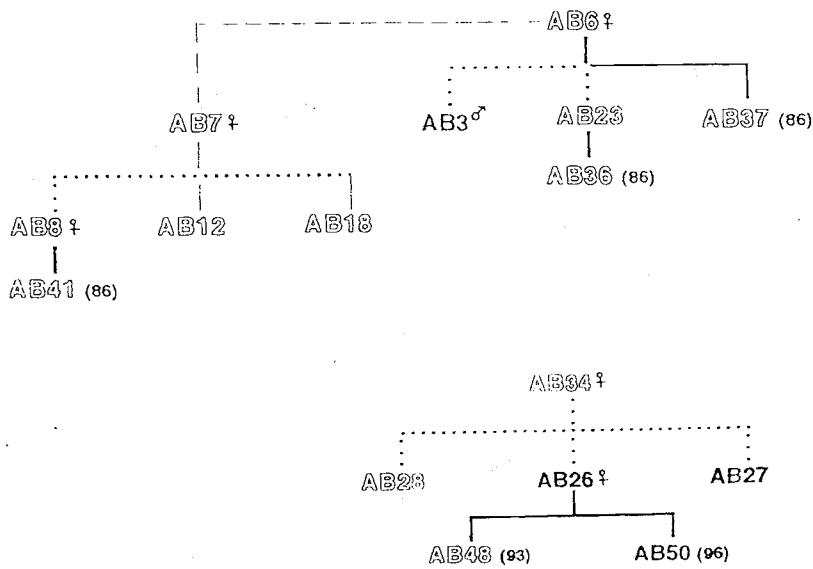 AB6♀
AB7♀ AB3♂ AB23 AB37 (86)
AB36 (86)
AB8♀ AB12 AB18
AB41 (86)
AB34♀
AB28 AB26♀ AB27
AB48 (93) AB50 (96)